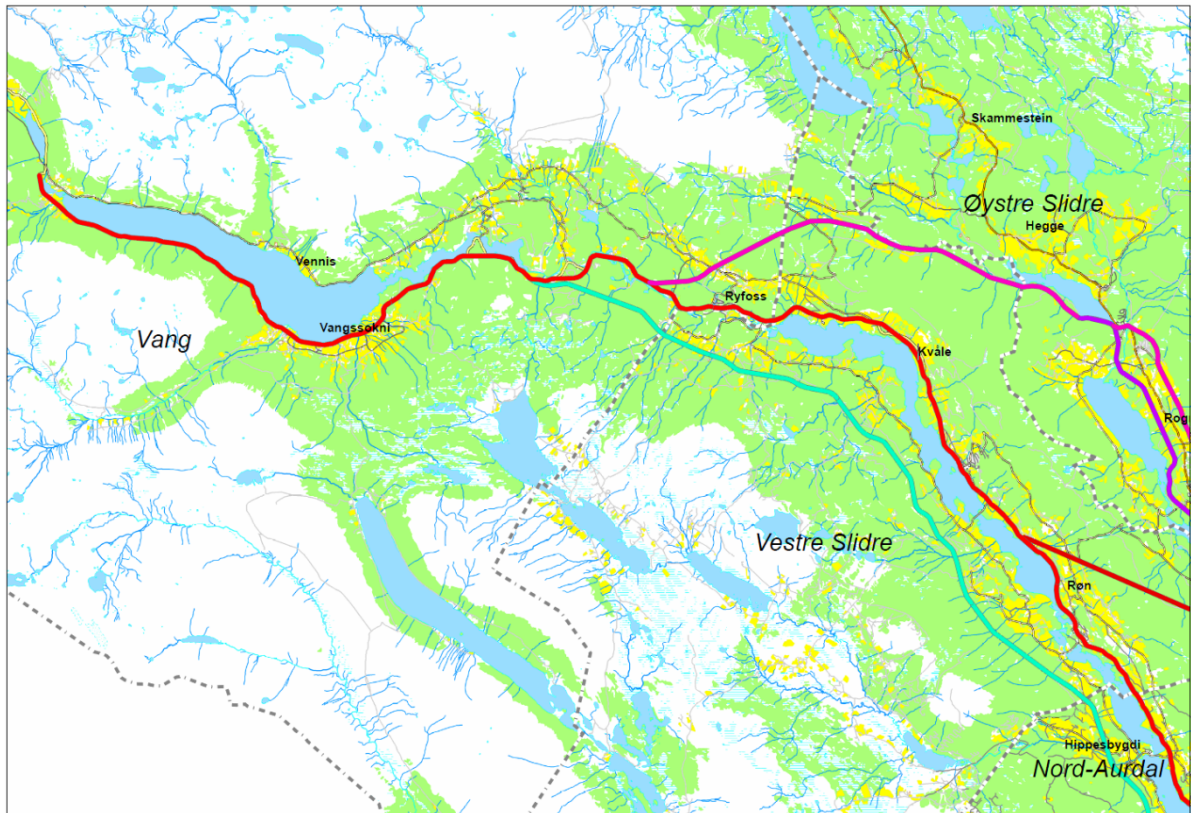 Skammestein
Øystre Slidre
Hegge
Vennis
Ryfoss
Vangssokni
Vang
Kvåle
Rog
Vestre Slidre
Røn
Hippesbygdi
Nord-Aurdal